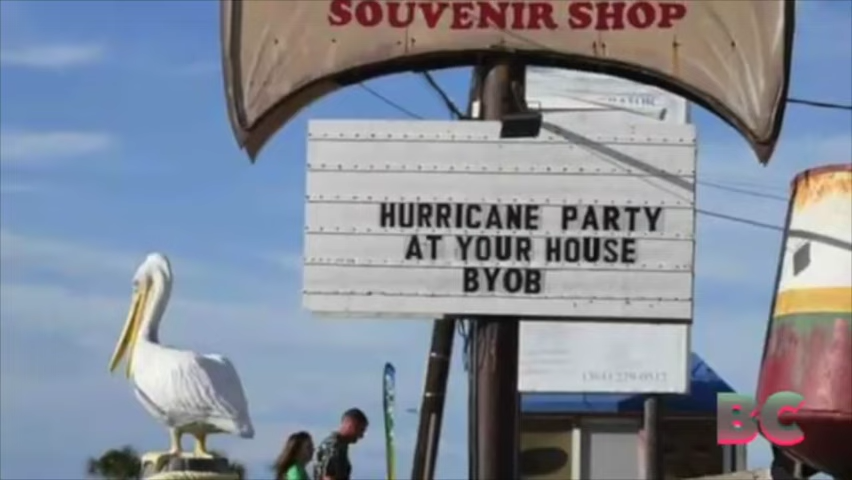 SOUVENIR SHOP
HURRICANE PARTY
AT YOUR HOUSE
BYOB
BC